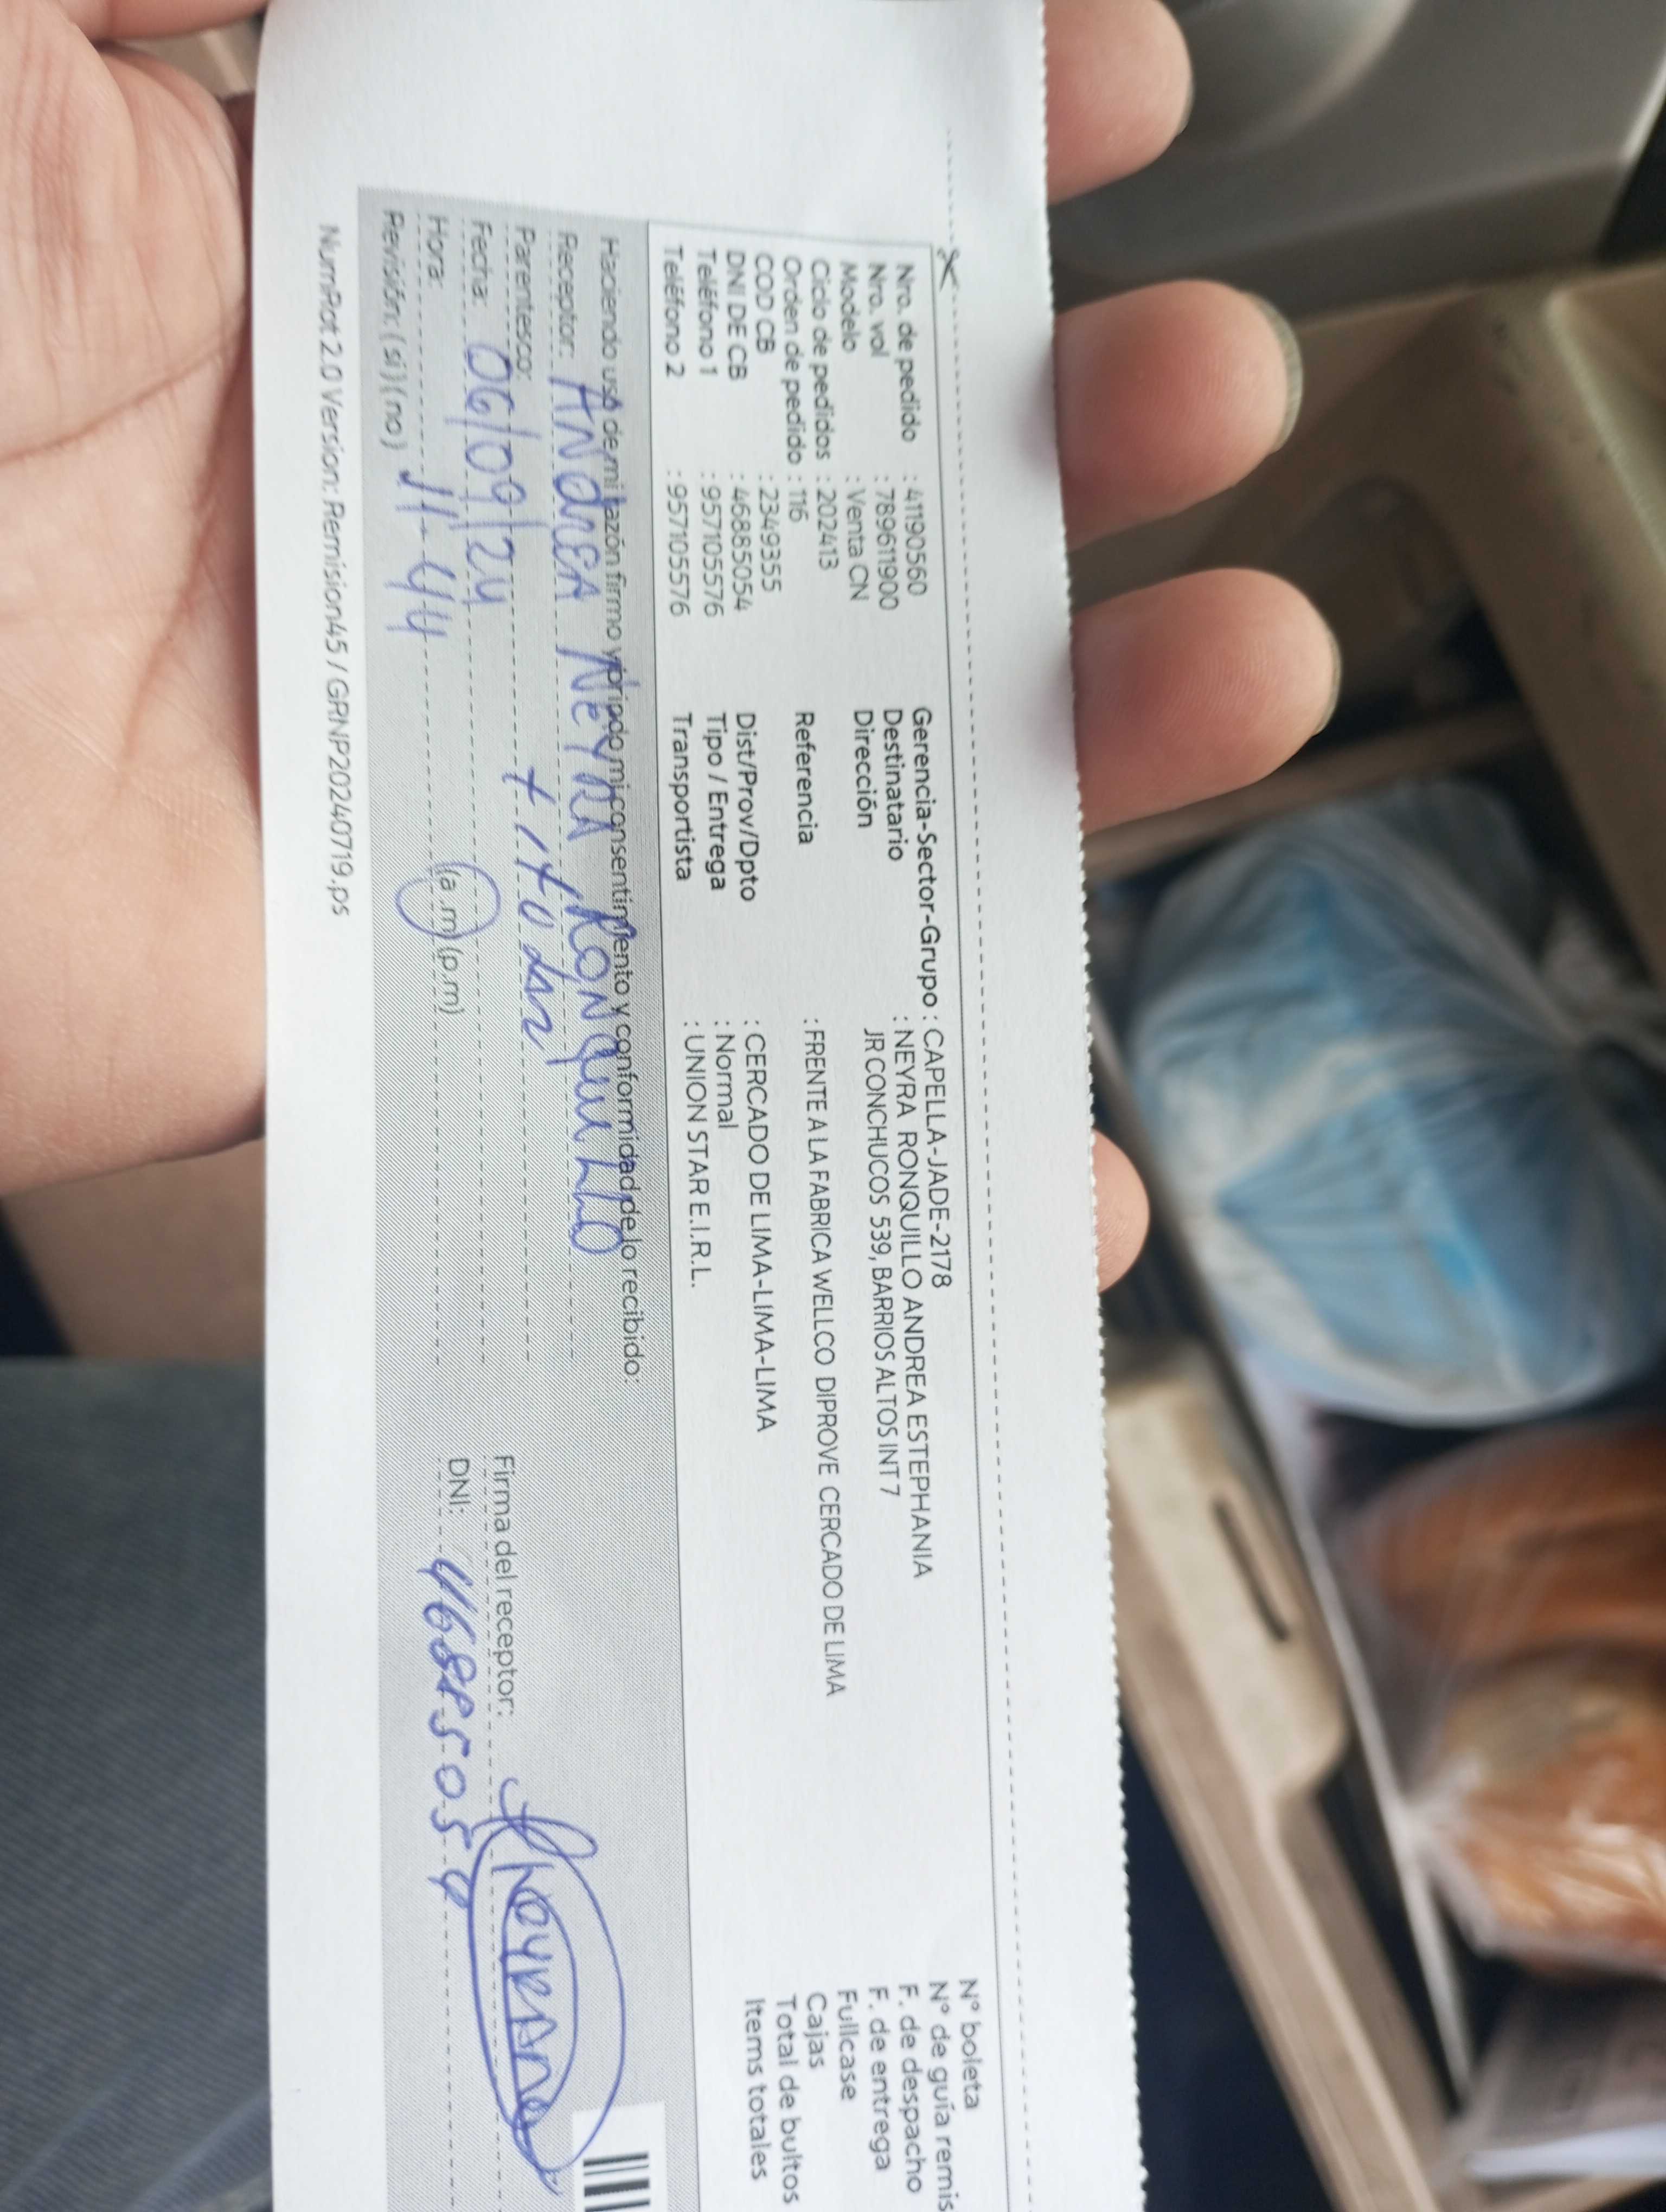 Nro. de pedido : 41190560
Nro. vol : 789611900
Modelo : Venta CN
Ciclo de pedidos : 202413
Orden de pedido : 116
COD CB : 2349355
DNI DE CB : 46885054
Teléfono 1 : 957105576
Teléfono 2 : 957105576
Gerencia-Sector-Grupo : CAPELLA-JADE-2178
Destinatario : NEYRA RONQUILLO ANDREA ESTEPHANIA
Dirección JR CONCHUCOS 539, BARRIOS ALTOS INT 7
Referencia : FRENTE A LA FABRICA WELLCO DIPROVE CERCADO DE LIMA
Dist/Prov/Dpto : CERCADO DE LIMA-LIMA-LIMA
Tipo / Entrega : Normal
Transportista : UNION STAR E.I.R.L.
N° boleta
N° de guía remis
F. de despacho
F. de entrega
Fullcase
Cajas
Total de bultos
Items totales
Haciendo uso de mi razón firmo y brindo mi consentimiento y conformidad de lo recibido:
Receptor: ANdREA NEYRA RONQUILLO
Parentesco: titular
Fecha: 06/09/24
Hora: 11-44 (a.m) (p.m)
Revisión: ( si ) ( no )
Firma del receptor:
DNI: 46885054
NumRot 2.0 Version: Remision45 / GRNP20240719.ps